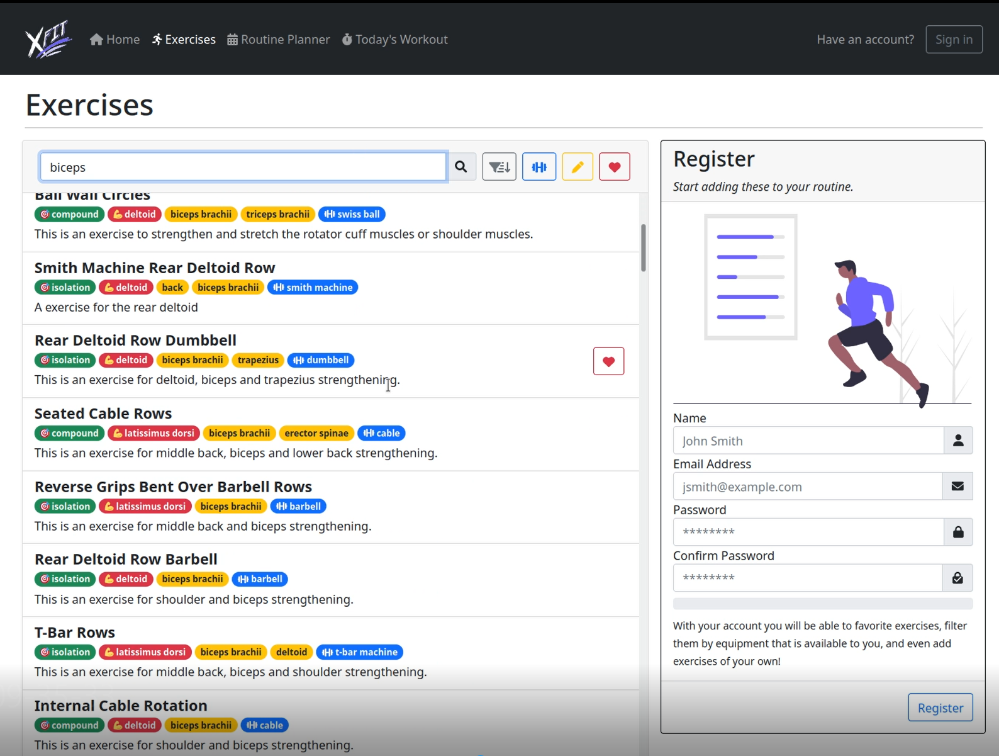 XFIT Home Exercises Routine Planner Today's Workout Have an account? Sign in
Exercises
biceps
Ball Wall Circles
compound deltoid biceps brachii triceps brachii swiss ball
This is an exercise to strengthen and stretch the rotator cuff muscles or shoulder muscles.
Smith Machine Rear Deltoid Row
isolation deltoid back biceps brachii smith machine
A exercise for the rear deltoid
Rear Deltoid Row Dumbbell
isolation deltoid biceps brachii trapezius dumbbell
This is an exercise for deltoid, biceps and trapezius strengthening.
Seated Cable Rows
compound latissimus dorsi biceps brachii erector spinae cable
This is an exercise for middle back, biceps and lower back strengthening.
Reverse Grips Bent Over Barbell Rows
isolation latissimus dorsi biceps brachii barbell
This is an exercise for middle back and biceps strengthening.
Rear Deltoid Row Barbell
isolation deltoid biceps brachii barbell
This is an exercise for shoulder and biceps strengthening.
T-Bar Rows
isolation latissimus dorsi biceps brachii deltoid t-bar machine
This is an exercise for middle back, biceps and shoulder strengthening.
Internal Cable Rotation
compound deltoid biceps brachii cable
This is an exercise for shoulder and biceps strengthening.
Register
Start adding these to your routine.
Name
John Smith
Email Address
jsmith@example.com
Password
********
Confirm Password
********
With your account you will be able to favorite exercises, filter
them by equipment that is available to you, and even add
exercises of your own!
Register